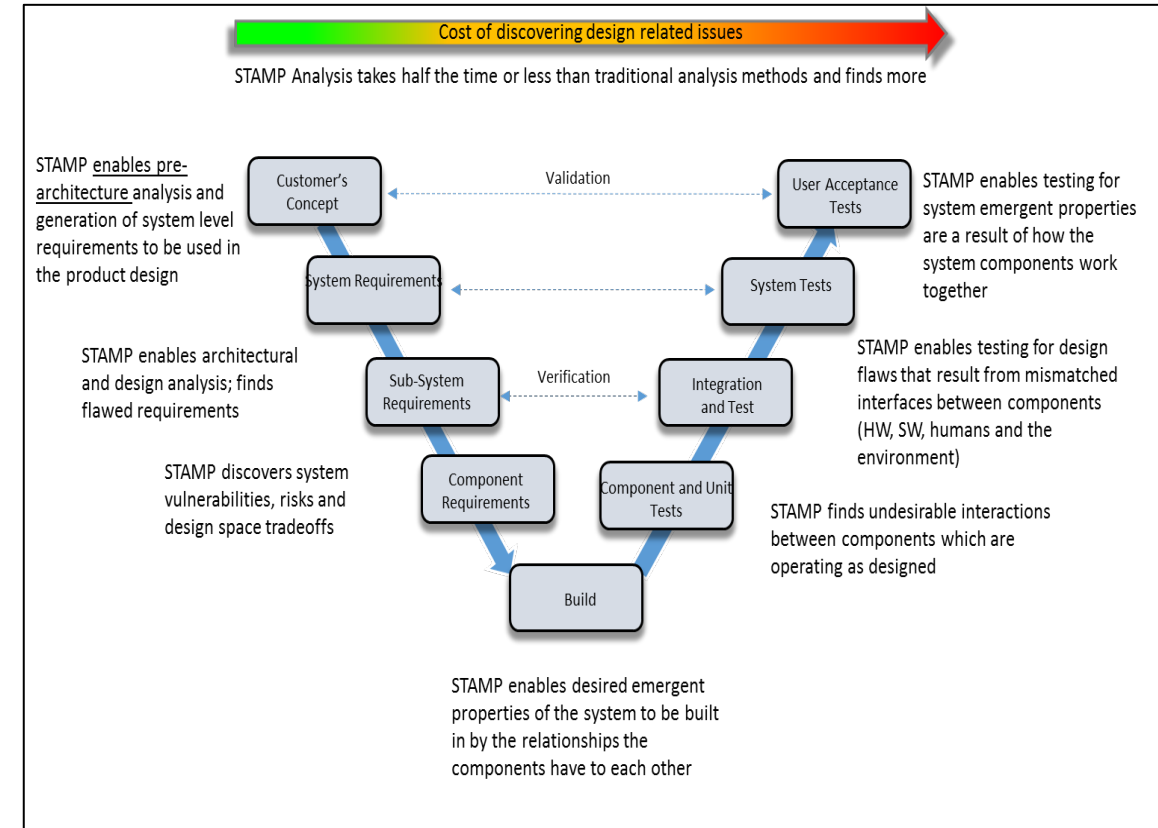 Cost of discovering design related issues
STAMP Analysis takes half the time or less than traditional analysis methods and finds more
STAMP enables pre-
architecture analysis and
generation of system level
requirements to be used in
the product design
Customer's
Concept
Validation
User Acceptance
Tests
STAMP enables testing for
system emergent properties
are a result of how the
system components work
together
System Requirements
System Tests
STAMP enables architectural
and design analysis; finds
flawed requirements
Sub-System
Requirements
Verification
Integration
and Test
STAMP enables testing for design
flaws that result from mismatched
interfaces between components
(HW, SW, humans and the
environment)
STAMP discovers system
vulnerabilities, risks and
design space tradeoffs
Component
Requirements
Component and Unit
Tests
STAMP finds undesirable interactions
between components which are
operating as designed
Build
STAMP enables desired emergent
properties of the system to be built
in by the relationships the
components have to each other